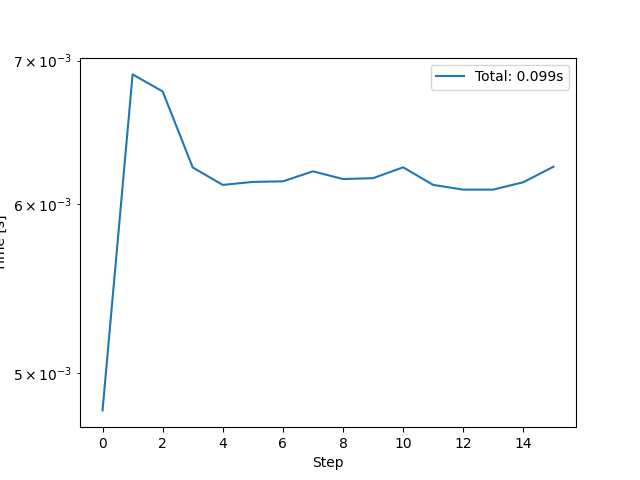 7 × 10⁻³
Total: 0.099s
6 × 10⁻³
Time [s]
5 × 10⁻³
0 2 4 6 8 10 12 14
Step